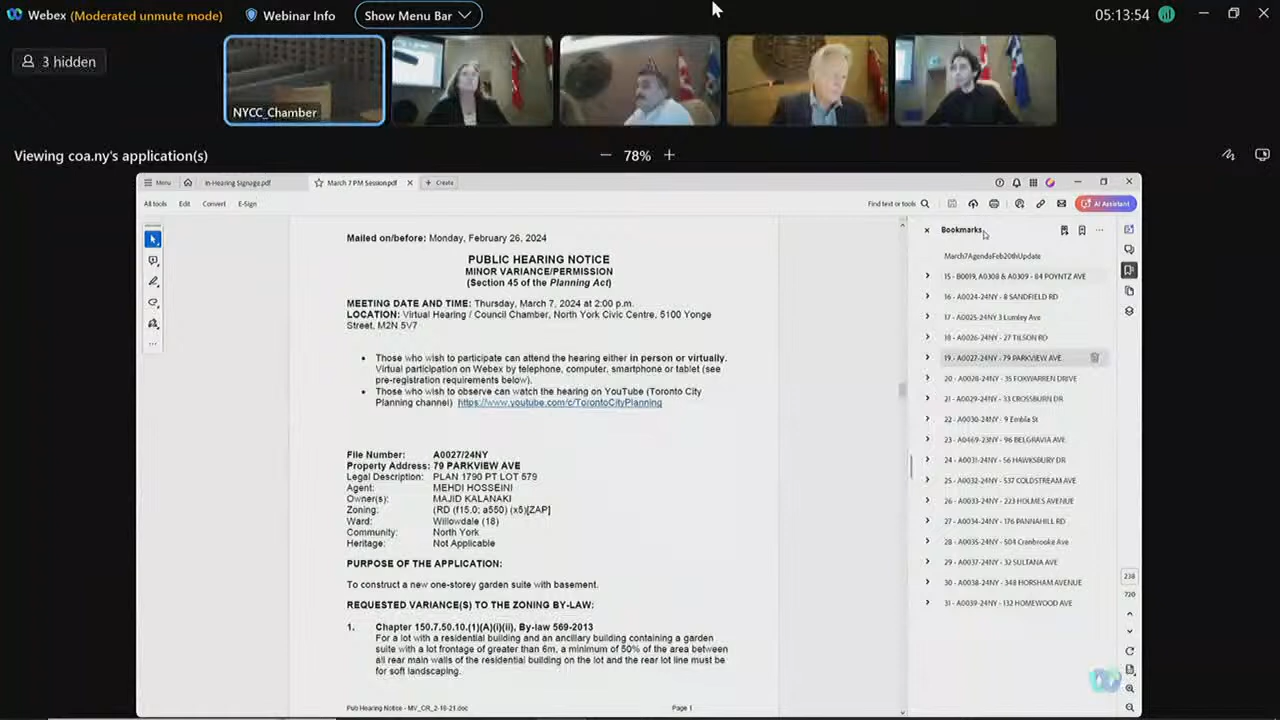 Webex (Moderated unmute mode) Webinar Info Show Menu Bar 05:13:54
3 hidden
NYCC_Chamber
Viewing coa.ny's application(s) 78%
Menu In-Hearing Signage.pdf March 7 PM Session.pdf Create
All tools Edit Convert E-Sign Find text or tools AI Assistant
Mailed on/before: Monday, February 26, 2024
PUBLIC HEARING NOTICE
MINOR VARIANCE/PERMISSION
(Section 45 of the Planning Act)
MEETING DATE AND TIME: Thursday, March 7, 2024 at 2:00 p.m.
LOCATION: Virtual Hearing / Council Chamber, North York Civic Centre, 5100 Yonge
Street, M2N 5V7
• Those who wish to participate can attend the hearing either in person or virtually.
Virtual participation on Webex by telephone, computer, smartphone or tablet (see
pre-registration requirements below).
• Those who wish to observe can watch the hearing on YouTube (Toronto City
Planning channel) https://www.youtube.com/c/TorontoCityPlanning
File Number: A0027/24NY
Property Address: 79 PARKVIEW AVE
Legal Description: PLAN 1790 PT LOT 579
Agent: MEHDI HOSSEINI
Owner(s): MAJID KALANAKI
Zoning: (RD (f15.0; a550) (x5)[ZAP]
Ward: Willowdale (18)
Community: North York
Heritage: Not Applicable
PURPOSE OF THE APPLICATION:
To construct a new one-storey garden suite with basement.
REQUESTED VARIANCE(S) TO THE ZONING BY-LAW:
1. Chapter 150.7.50.10.(1)(A)(i)(ii), By-law 569-2013
For a lot with a residential building and an ancillary building containing a garden
suite with a lot frontage of greater than 6m, a minimum of 50% of the area between
all rear main walls of the residential building on the lot and the rear lot line must be
for soft landscaping.
Pub Hearing Notice - MV_CR_2-16-21.doc Page 1
Bookmarks
March7AgendaFeb20thUpdate
15 - B0019, A0308 & A0309 - 84 POYNTZ AVE
16 - A0024-24NY - 8 SANDFIELD RD
17 - A0025-24NY 3 Lumley Ave
18 - A0026-24NY - 27 TILSON RD
19 - A0027-24NY - 79 PARKVIEW AVE
20 - A0028-24NY - 35 FOXWARREN DRIVE
21 - A0029-24NY - 33 CROSSBURN DR
22 - A0030-24NY - 9 Embla St
23 - A0469-23NY - 96 BELGRAVIA AVE
24 - A0031-24NY - 56 HAWKSBURY DR
25 - A0032-24NY - 537 COLDSTREAM AVE
26 - A0033-24NY - 223 HOLMES AVENUE
27 - A0034-24NY - 176 PANNAHILL RD
28 - A0035-24NY - 504 Cranbrooke Ave
29 - A0037-24NY - 32 SULTANA AVE
30 - A0038-24NY - 348 HORSHAM AVENUE
31 - A0039-24NY - 132 HOMEWOOD AVE
238
720